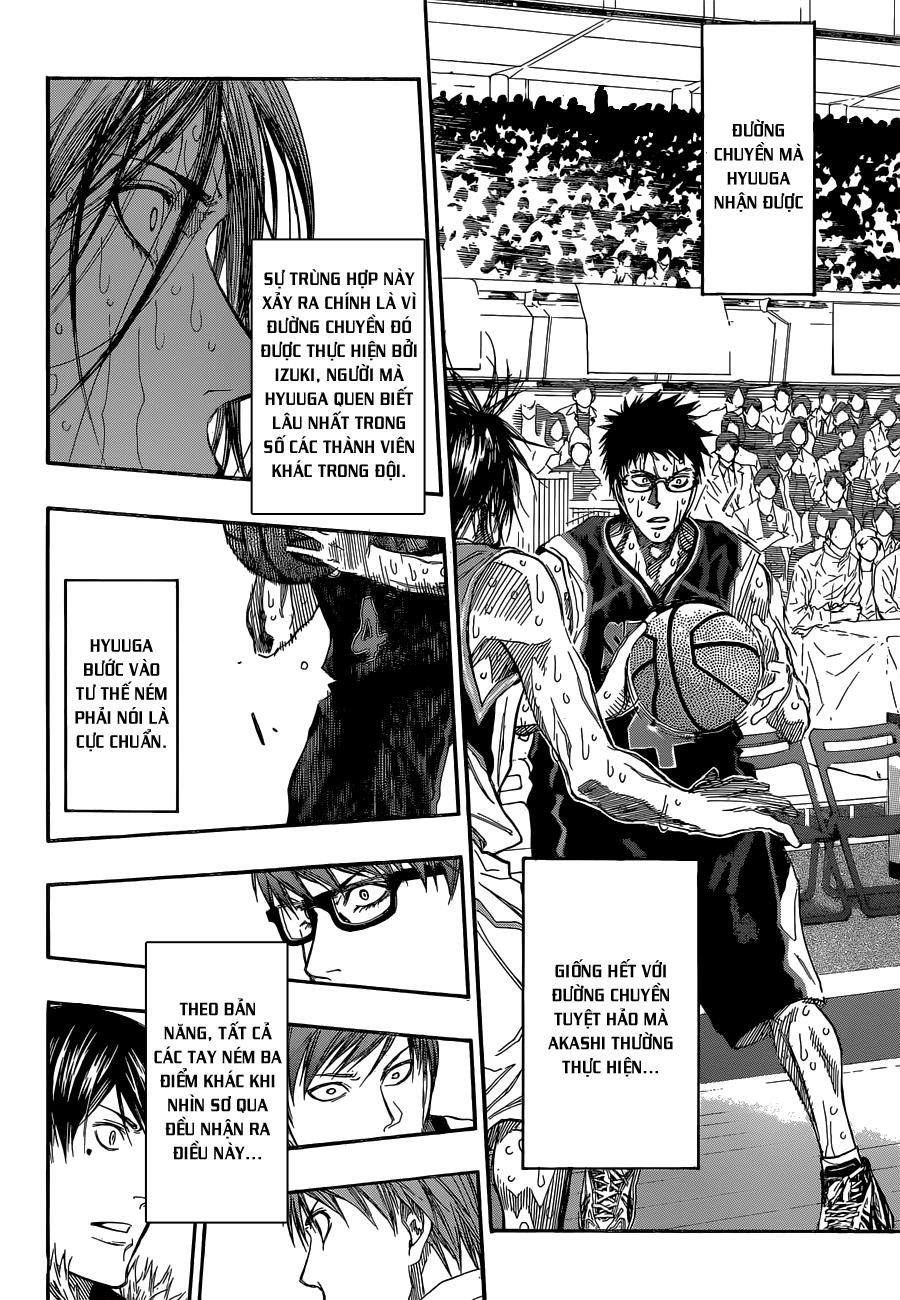 ĐƯỜNG
CHUYỀN MÀ
HYUUGA
NHẬN ĐƯỢC
GIỐNG HẾT VỚI
ĐƯỜNG CHUYỀN
TUYỆT HẢO MÀ
AKASHI THƯỜNG
THỰC HIỆN...
SỰ TRÙNG HỢP NÀY
XẢY RA CHÍNH LÀ VÌ
ĐƯỜNG CHUYỀN ĐÓ
ĐƯỢC THỰC HIỆN BỞI
IZUKI, NGƯỜI MÀ
HYUUGA QUEN BIẾT
LÂU NHẤT TRONG
SỐ CÁC THÀNH VIÊN
KHÁC TRONG ĐỘI.
4
HYUUGA
BƯỚC VÀO
TƯ THẾ NÉM
PHẢI NÓI LÀ
CỰC CHUẨN.
THEO BẢN
NĂNG, TẤT CẢ
CÁC TAY NÉM BA
ĐIỂM KHÁC KHI
NHÌN SƠ QUA
ĐỀU NHẬN RA
ĐIỀU NÀY...